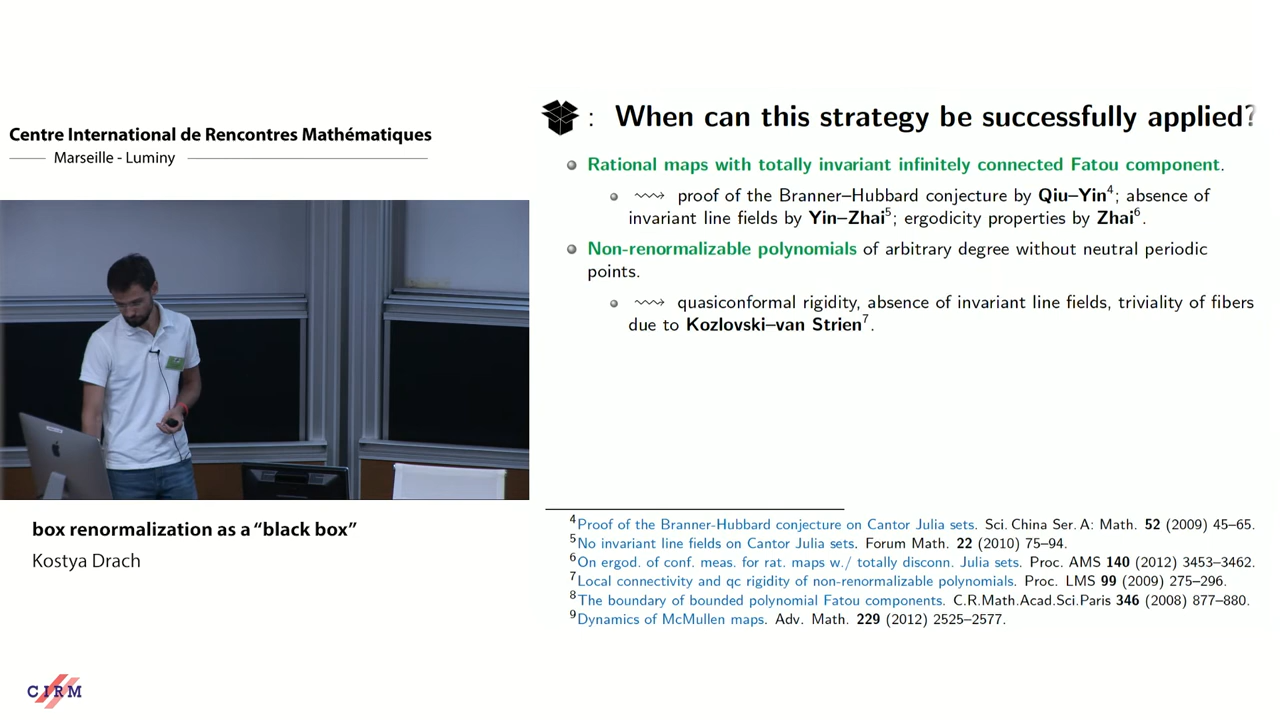 Centre International de Rencontres Mathématiques
Marseille - Luminy
box renormalization as a “black box”
Kostya Drach
CIRM
: When can this strategy be successfully applied?
Rational maps with totally invariant infinitely connected Fatou component.
⇝ proof of the Branner–Hubbard conjecture by Qiu–Yin⁴; absence of
invariant line fields by Yin–Zhai⁵; ergodicity properties by Zhai⁶.
Non-renormalizable polynomials of arbitrary degree without neutral periodic
points.
⇝ quasiconformal rigidity, absence of invariant line fields, triviality of fibers
due to Kozlovski–van Strien⁷.
⁴Proof of the Branner-Hubbard conjecture on Cantor Julia sets. Sci. China Ser. A: Math. 52 (2009) 45–65.
⁵No invariant line fields on Cantor Julia sets. Forum Math. 22 (2010) 75–94.
⁶On ergod. of conf. meas. for rat. maps w./ totally disconn. Julia sets. Proc. AMS 140 (2012) 3453–3462.
⁷Local connectivity and qc rigidity of non-renormalizable polynomials. Proc. LMS 99 (2009) 275–296.
⁸The boundary of bounded polynomial Fatou components. C.R.Math.Acad.Sci.Paris 346 (2008) 877–880.
⁹Dynamics of McMullen maps. Adv. Math. 229 (2012) 2525–2577.